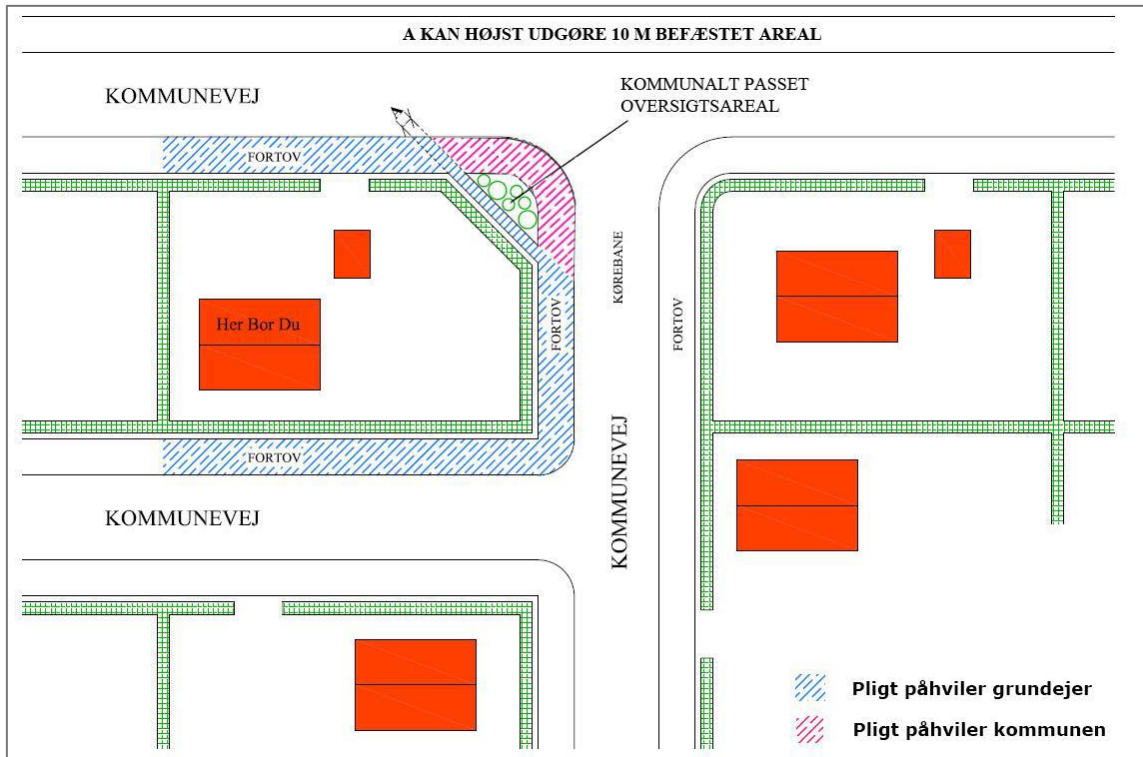 A KAN HØJST UDGØRE 10 M BEFÆSTET AREAL
KOMMUNALT PASSET
OVERSIGTSAREAL
KOMMUNEVEJ
FORTOV
KØREBANE
Her Bor Du
FORTOV
FORTOV
FORTOV
KOMMUNEVEJ
KOMMUNEVEJ
Pligt påhviler grundejer
Pligt påhviler kommunen